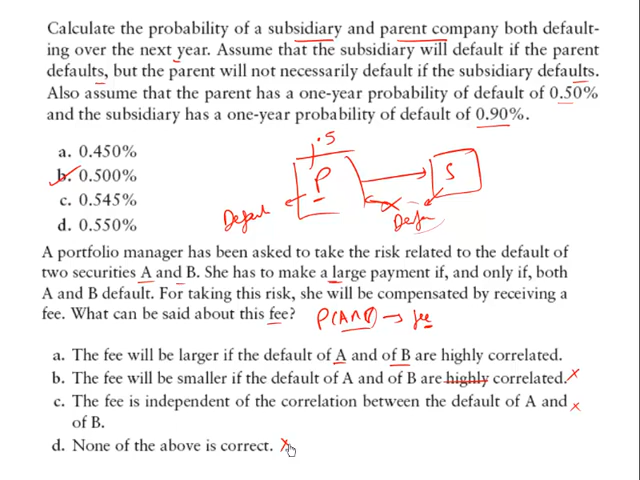 Calculate the probability of a subsidiary and parent company both default-
ing over the next year. Assume that the subsidiary will default if the parent
defaults, but the parent will not necessarily default if the subsidiary defaults.
Also assume that the parent has a one-year probability of default of 0.50%
and the subsidiary has a one-year probability of default of 0.90%.
.5
a. 0.450%
b. 0.500%
P
S
c. 0.545%
Default
d. 0.550%
A portfolio manager has been asked to take the risk related to the default of
two securities A and B. She has to make a large payment if, and only if, both
A and B default. For taking this risk, she will be compensated by receiving a
fee. What can be said about this fee?
→ fee
a. The fee will be larger if the default of A and of B are highly correlated.
b. The fee will be smaller if the default of A and of B are highly correlated. x
c. The fee is independent of the correlation between the default of A and x
of B.
d. None of the above is correct. x